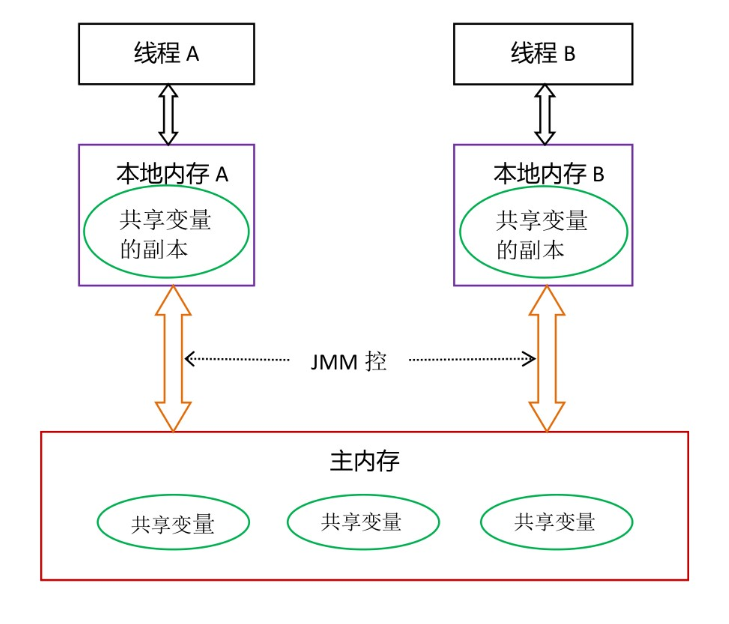 线程 A
线程 B
本地内存 A
本地内存 B
共享变量
的副本
共享变量
的副本
JMM 控
主内存
共享变量
共享变量
共享变量